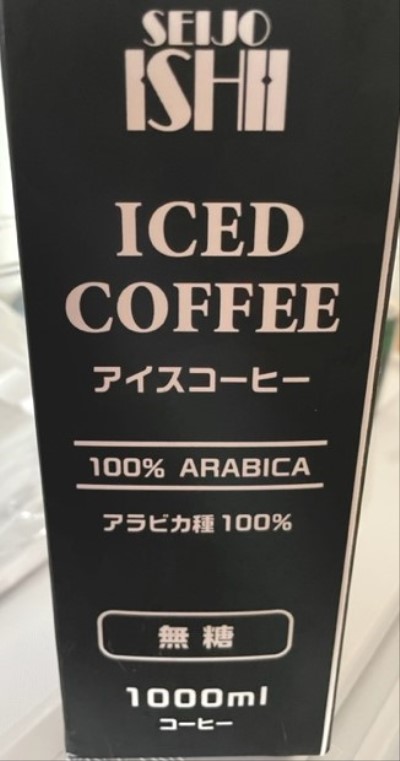 SEIJO
ISHII
ICED
COFFEE
アイスコーヒー
100% ARABICA
アラビカ種100%
無糖
1000ml
コーヒー